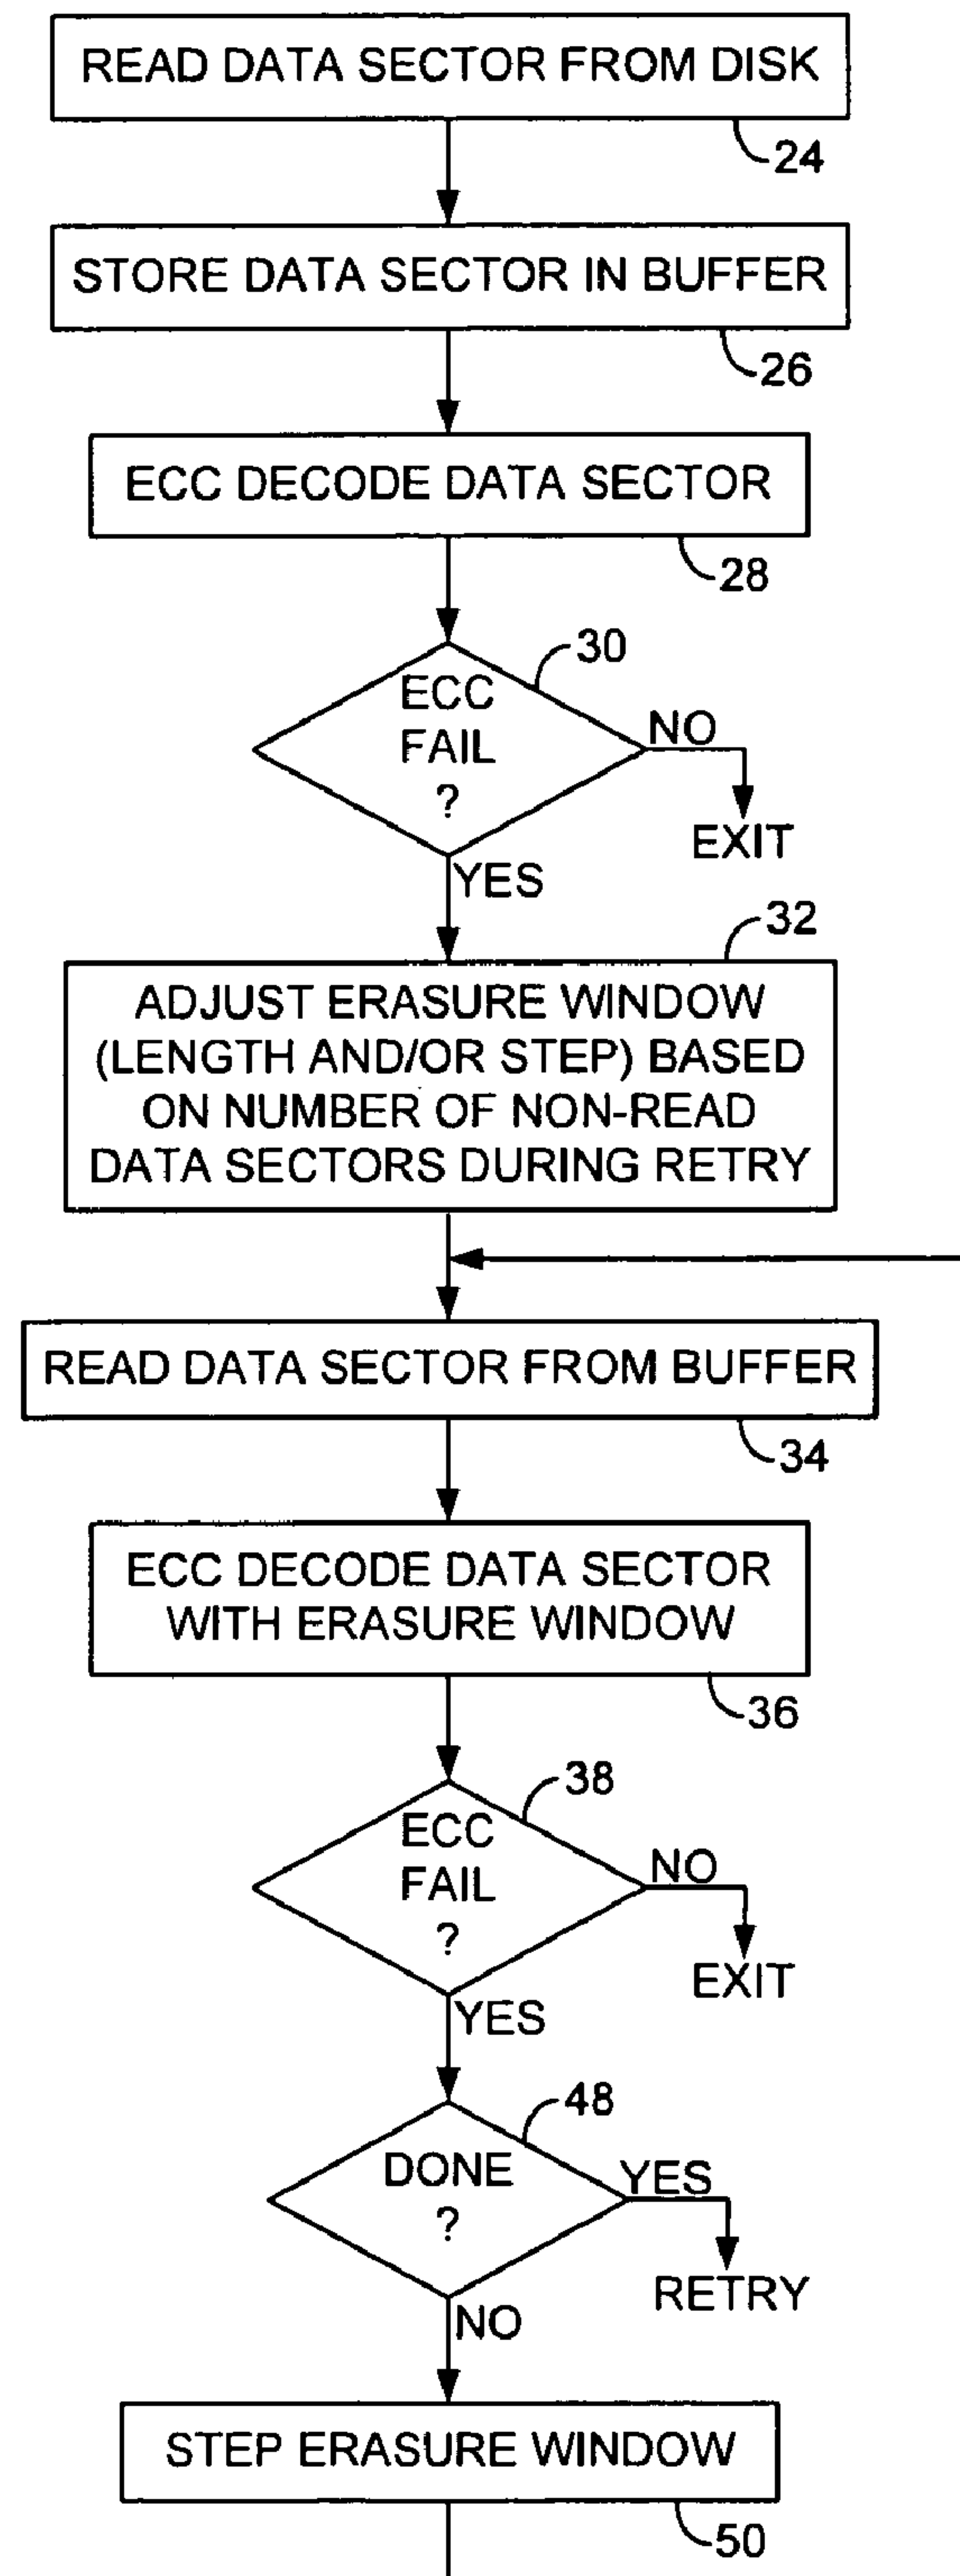 READ DATA SECTOR FROM DISK
24
STORE DATA SECTOR IN BUFFER
26
ECC DECODE DATA SECTOR
28
30
ECC
FAIL
?
NO
EXIT
YES
32
ADJUST ERASURE WINDOW
(LENGTH AND/OR STEP) BASED
ON NUMBER OF NON-READ
DATA SECTORS DURING RETRY
READ DATA SECTOR FROM BUFFER
34
ECC DECODE DATA SECTOR
WITH ERASURE WINDOW
36
38
ECC
FAIL
?
NO
EXIT
YES
48
DONE
?
YES
RETRY
NO
STEP ERASURE WINDOW
50